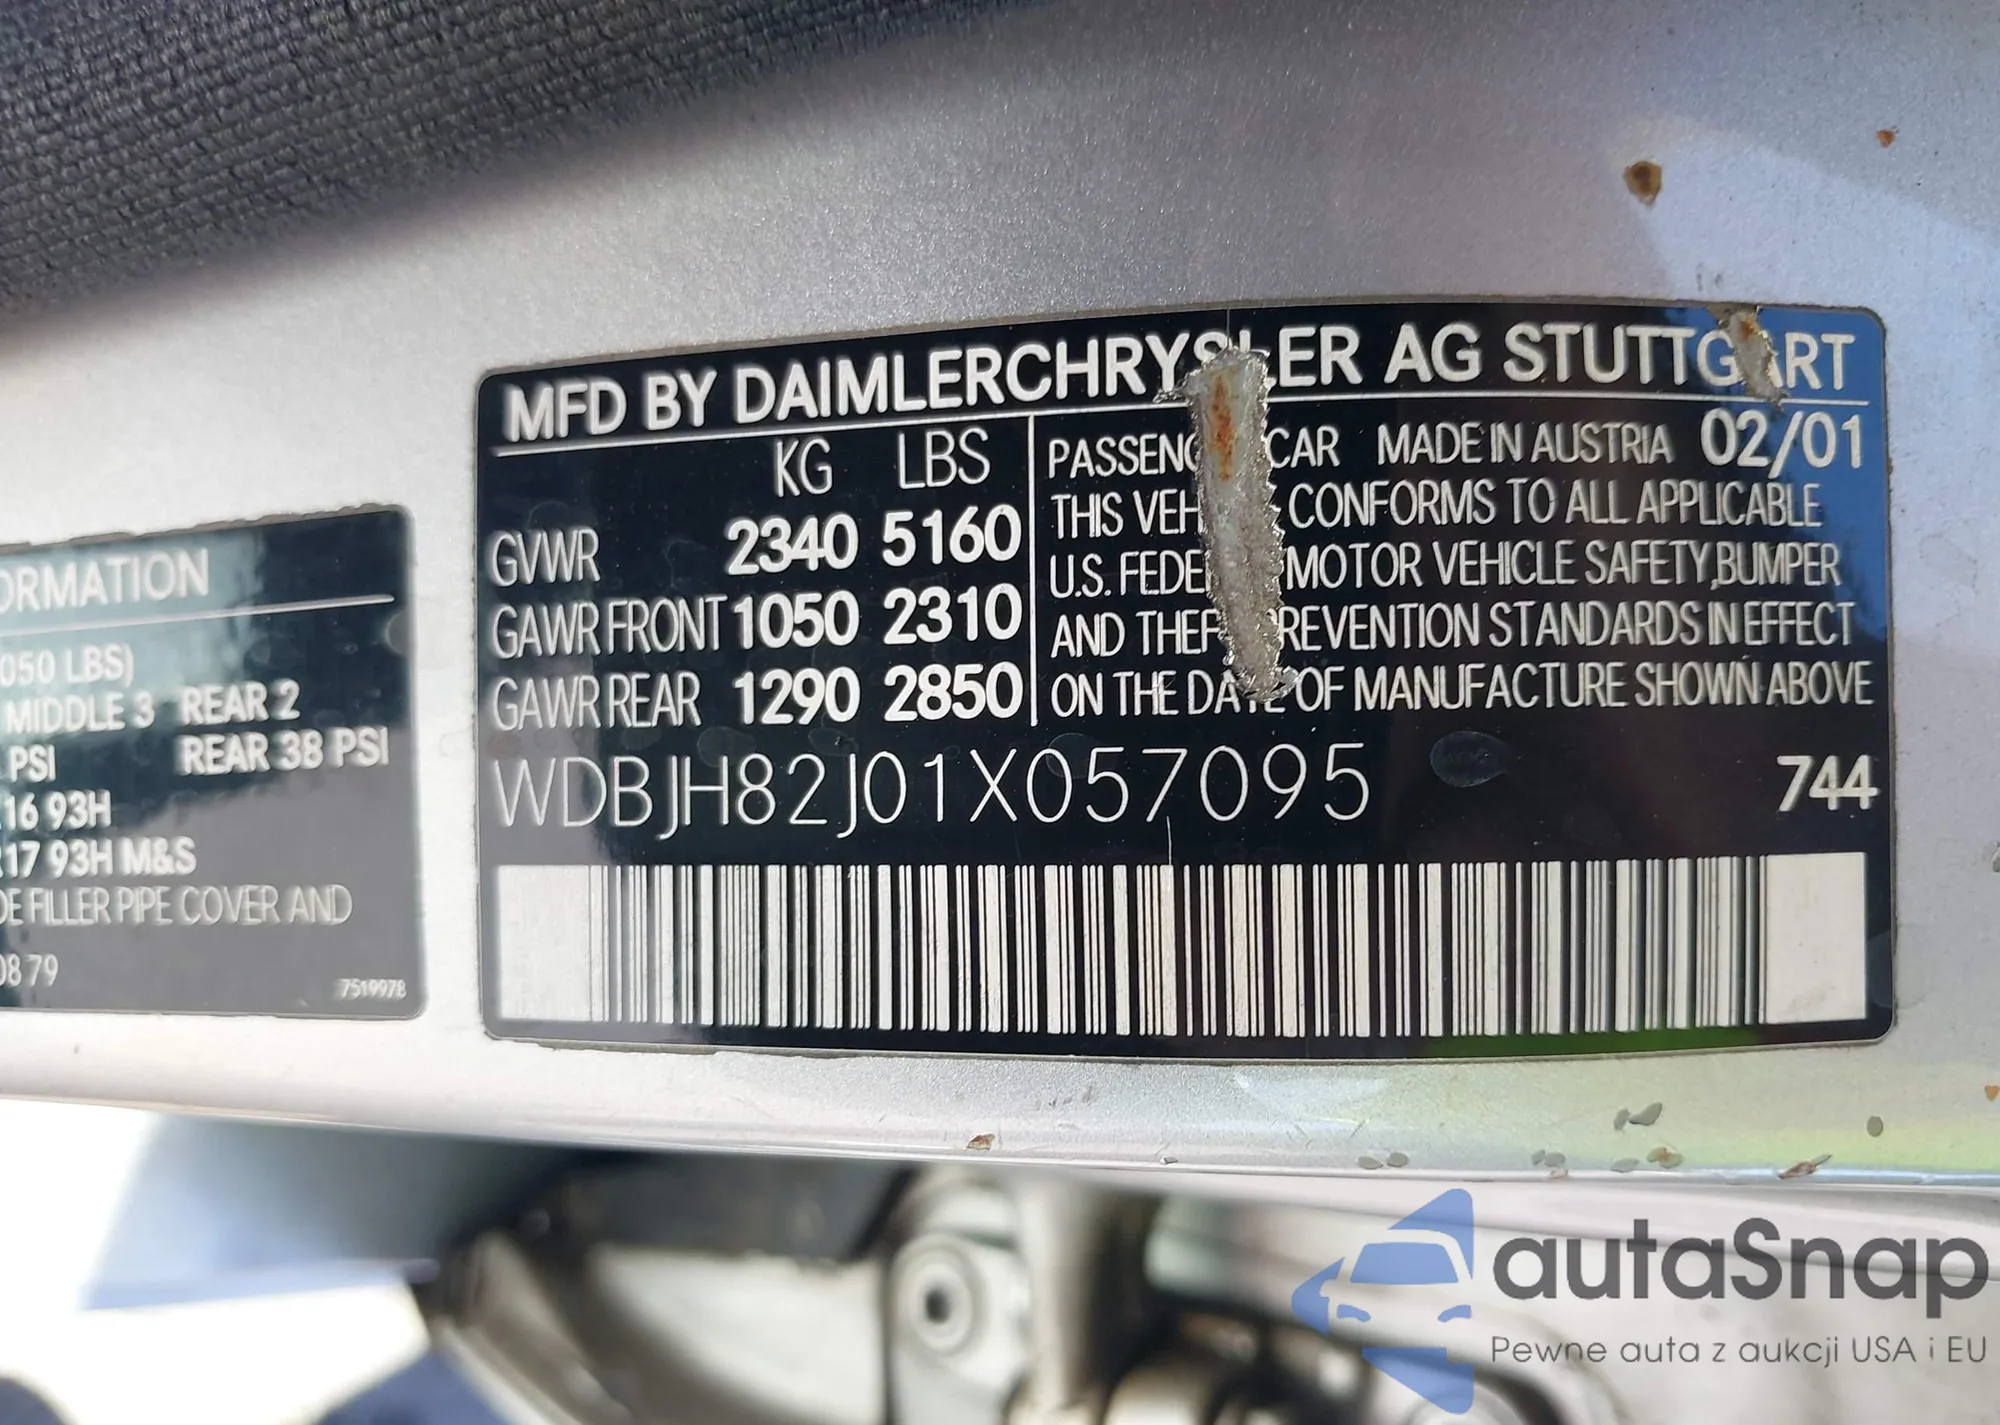 MFD BY DAIMLERCHRYSLER AG STUTTGART
KG LBS
GVWR 2340 5160
GAWR FRONT 1050 2310
GAWR REAR 1290 2850
PASSENG CAR MADE IN AUSTRIA 02/01
THIS VEH CONFORMS TO ALL APPLICABLE
U.S. FEDE MOTOR VEHICLE SAFETY,BUMPER
AND THEF REVENTION STANDARDS IN EFFECT
ON THE DATE OF MANUFACTURE SHOWN ABOVE
WDBJH82J01X057095 744
ORMATION
050 LBS)
MIDDLE 3 REAR 2
PSI REAR 38 PSI
16 93H
17 93H M&S
DE FILLER PIPE COVER AND
08 79
7519978
autaSnap
Pewne auta z aukcji USA i EU